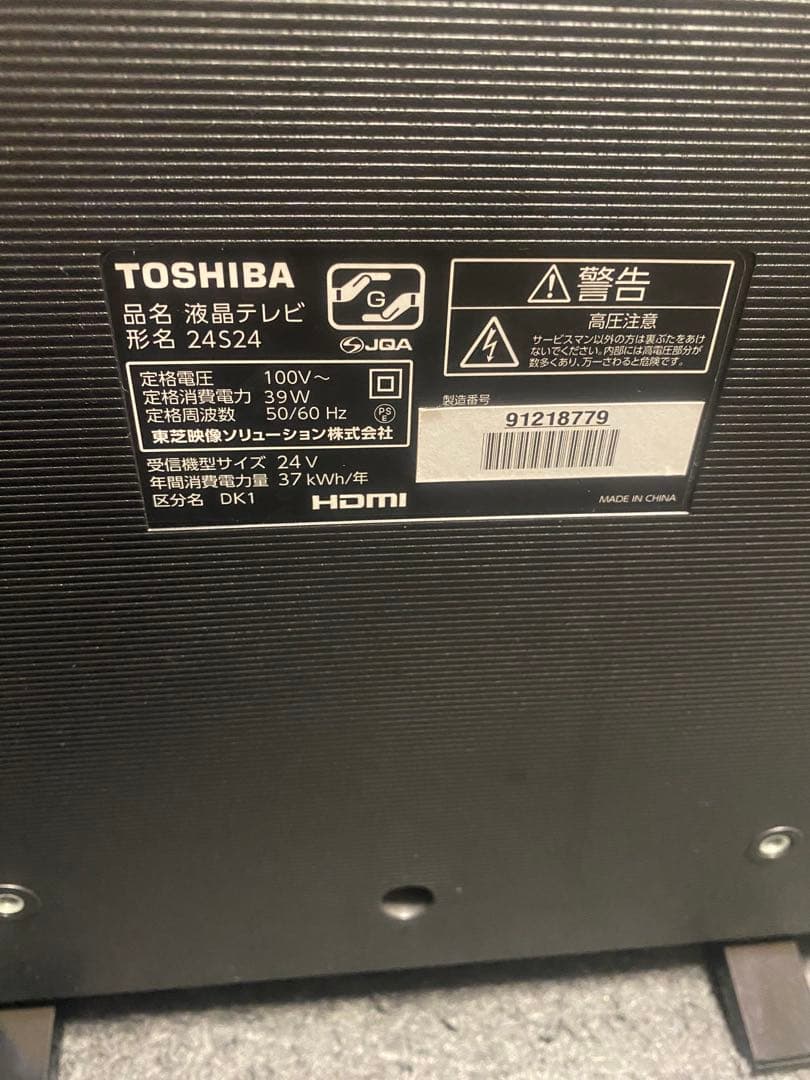 TOSHIBA
品名 液晶テレビ
形名 24S24
G
JQA
定格電圧 100V～
定格消費電力 39W
定格周波数 50/60 Hz
PS
E
東芝映像ソリューション株式会社
受信機型サイズ 24V
年間消費電力量 37kWh/年
区分名 DK1
HDMI
警告
高圧注意
サービスマン以外の方は裏ぶたをあけ
ないでください。内部には高電圧部分が
数多くあり、万一さわると危険です。
製造番号
91218779
MADE IN CHINA